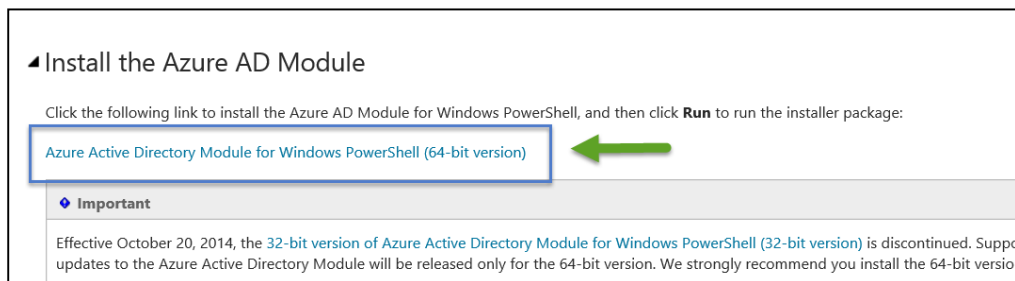 Install the Azure AD Module
Click the following link to install the Azure AD Module for Windows PowerShell, and then click Run to run the installer package:
Azure Active Directory Module for Windows PowerShell (64-bit version)
Important
Effective October 20, 2014, the 32-bit version of Azure Active Directory Module for Windows PowerShell (32-bit version) is discontinued.
updates to the Azure Active Directory Module will be released only for the 64-bit version. We strongly recommend you install the 64-bit